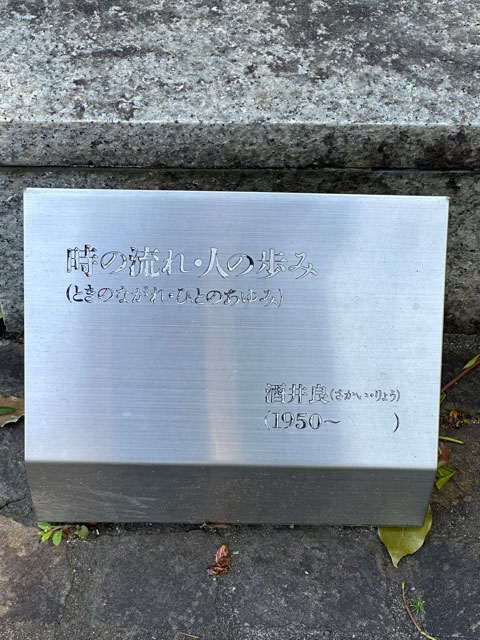 時の流れ・人の歩み
(ときのながれ・ひとのあゆみ)
酒井良(さかい・りょう)
(1950～　　)